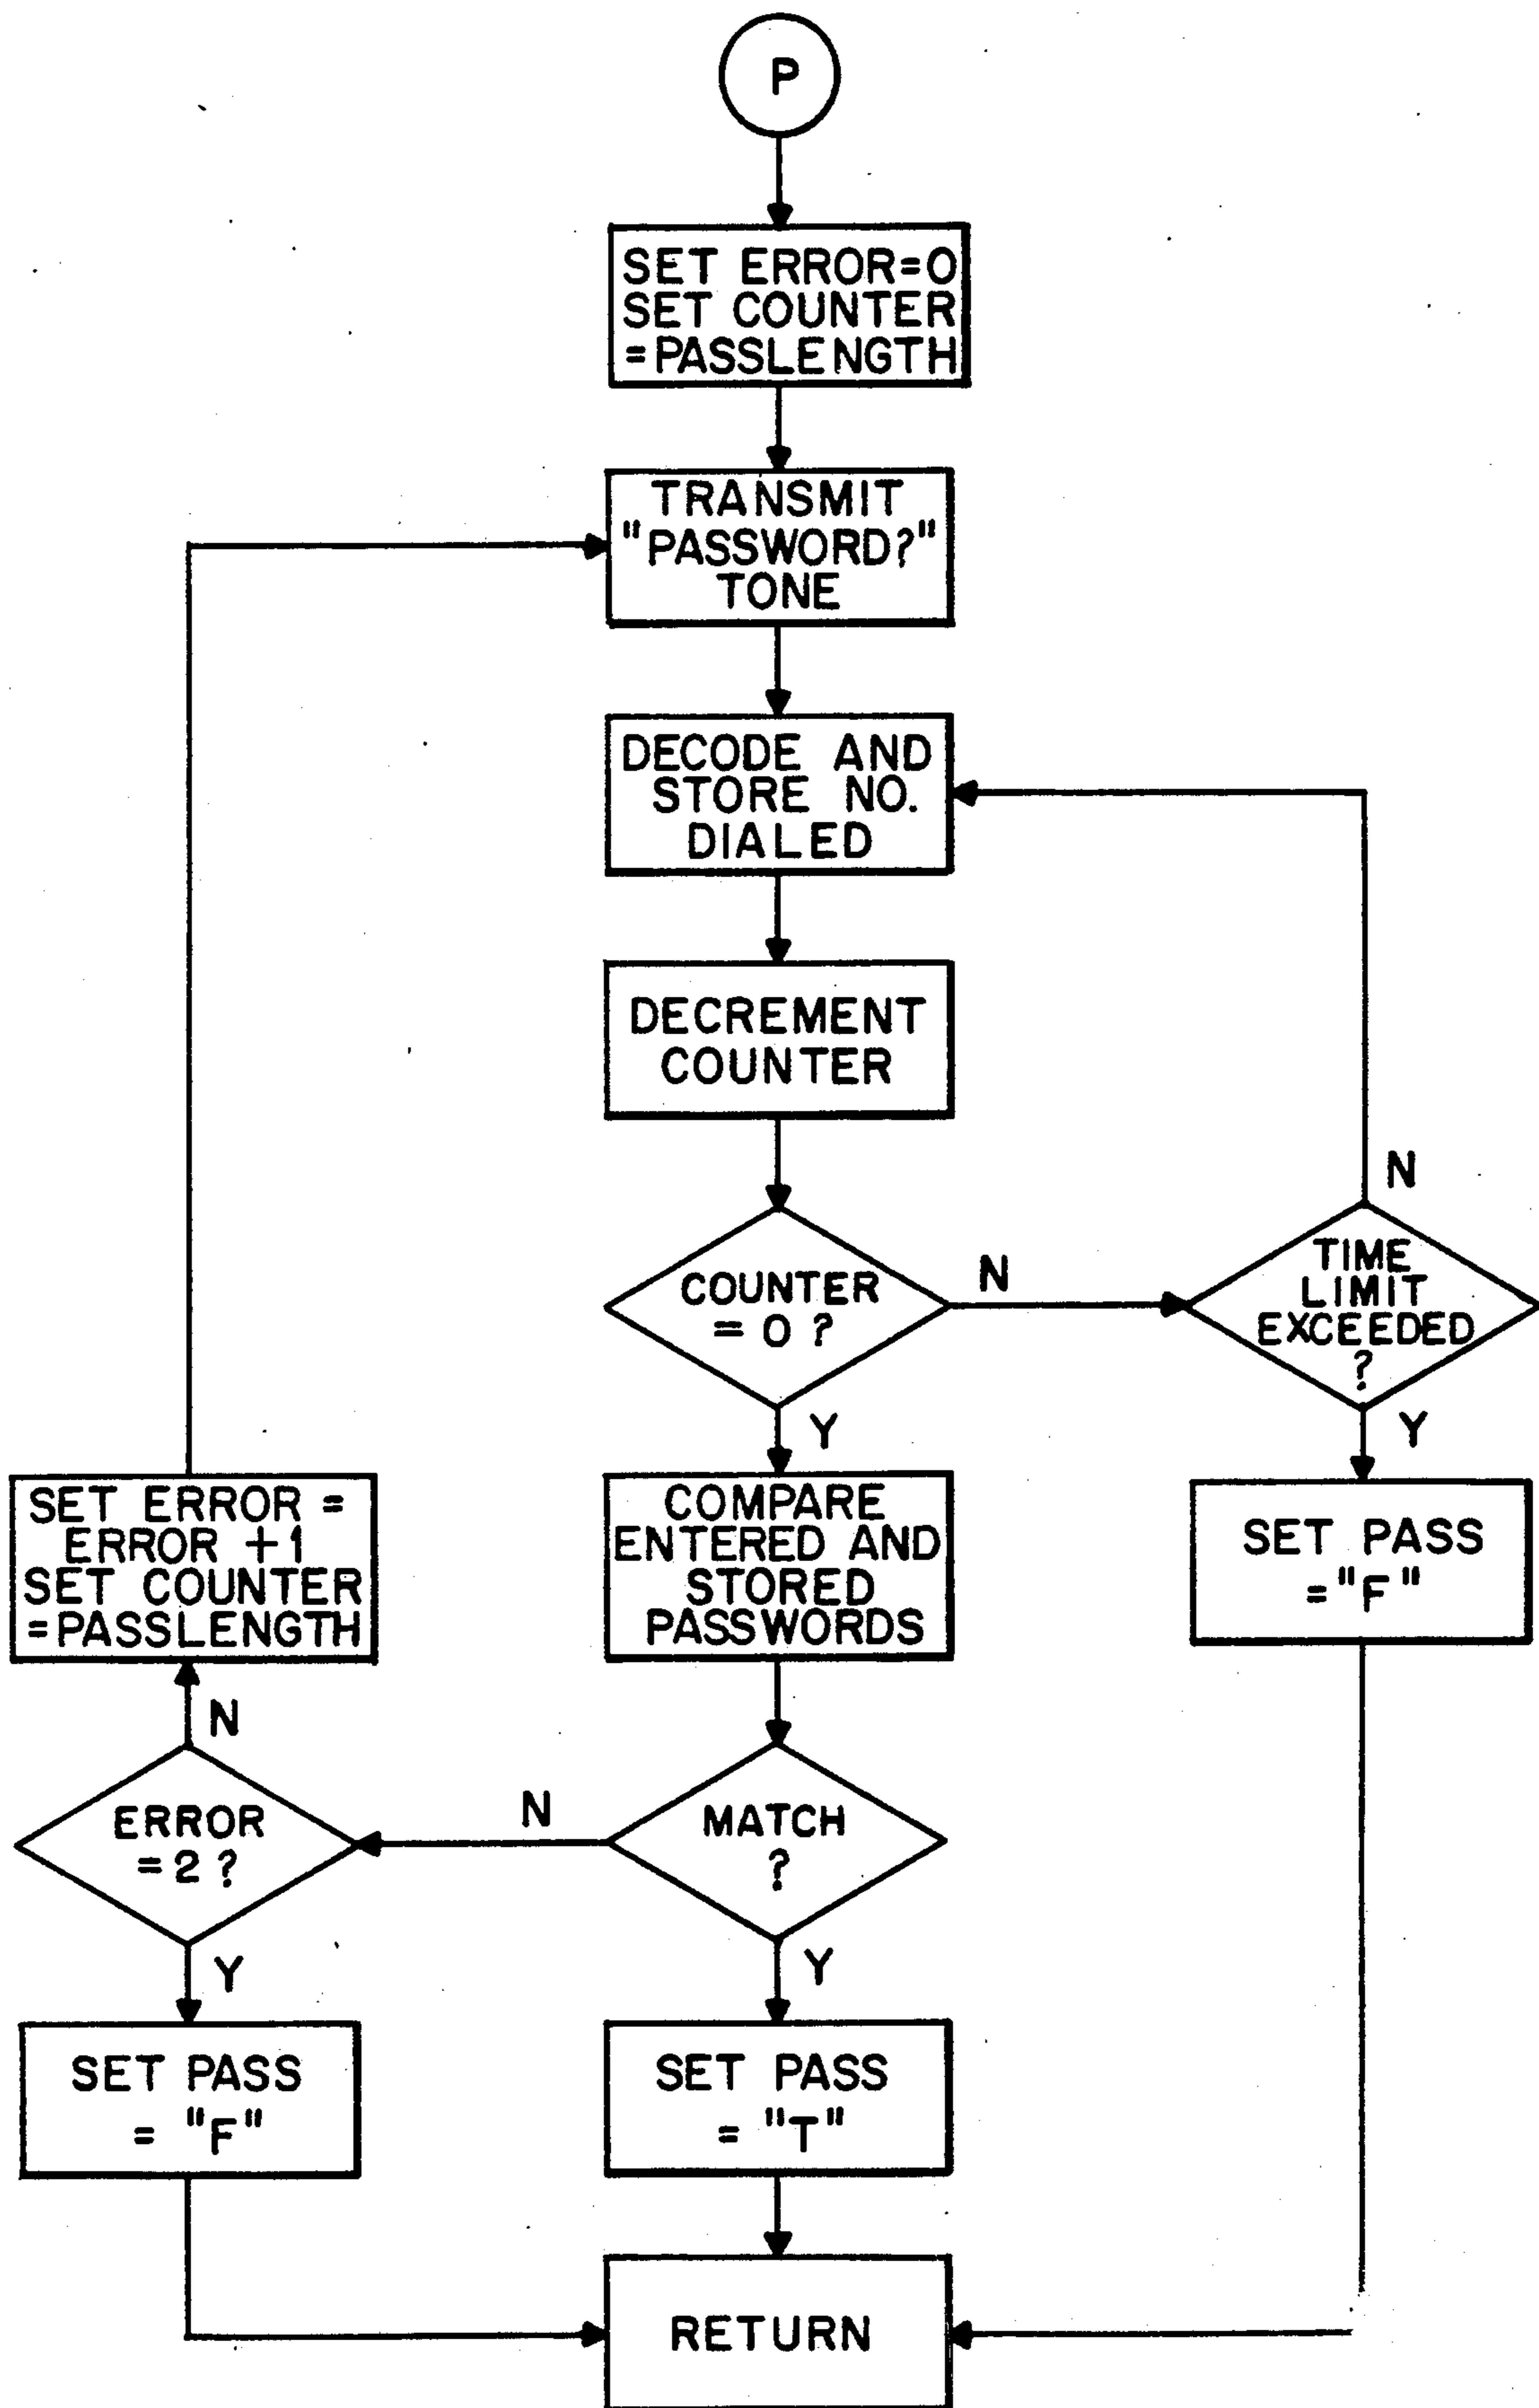 P
SET ERROR=0
SET COUNTER
=PASSLENGTH
TRANSMIT
"PASSWORD?"
TONE
DECODE AND
STORE NO.
DIALED
DECREMENT
COUNTER
COUNTER
= 0 ?
N
TIME
LIMIT
EXCEEDED
?
N
Y
Y
SET ERROR =
ERROR +1
SET COUNTER
=PASSLENGTH
COMPARE
ENTERED AND
STORED
PASSWORDS
SET PASS
="F"
N
ERROR
=2 ?
N
MATCH
?
Y
Y
SET PASS
= "F"
SET PASS
= "T"
RETURN